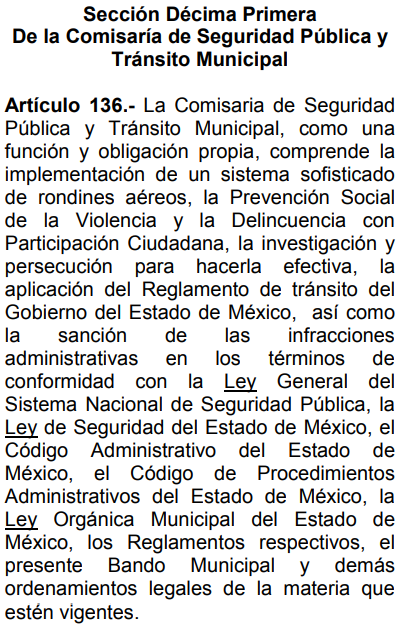 Sección Décima Primera
De la Comisaría de Seguridad Pública y
Tránsito Municipal
Artículo 136.- La Comisaria de Seguridad
Pública y Tránsito Municipal, como una
función y obligación propia, comprende la
implementación de un sistema sofisticado
de rondines aéreos, la Prevención Social
de la Violencia y la Delincuencia con
Participación Ciudadana, la investigación y
persecución para hacerla efectiva, la
aplicación del Reglamento de tránsito del
Gobierno del Estado de México, así como
la sanción de las infracciones
administrativas en los términos de
conformidad con la Ley General del
Sistema Nacional de Seguridad Pública, la
Ley de Seguridad del Estado de México, el
Código Administrativo del Estado de
México, el Código de Procedimientos
Administrativos del Estado de México, la
Ley Orgánica Municipal del Estado de
México, los Reglamentos respectivos, el
presente Bando Municipal y demás
ordenamientos legales de la materia que
estén vigentes.